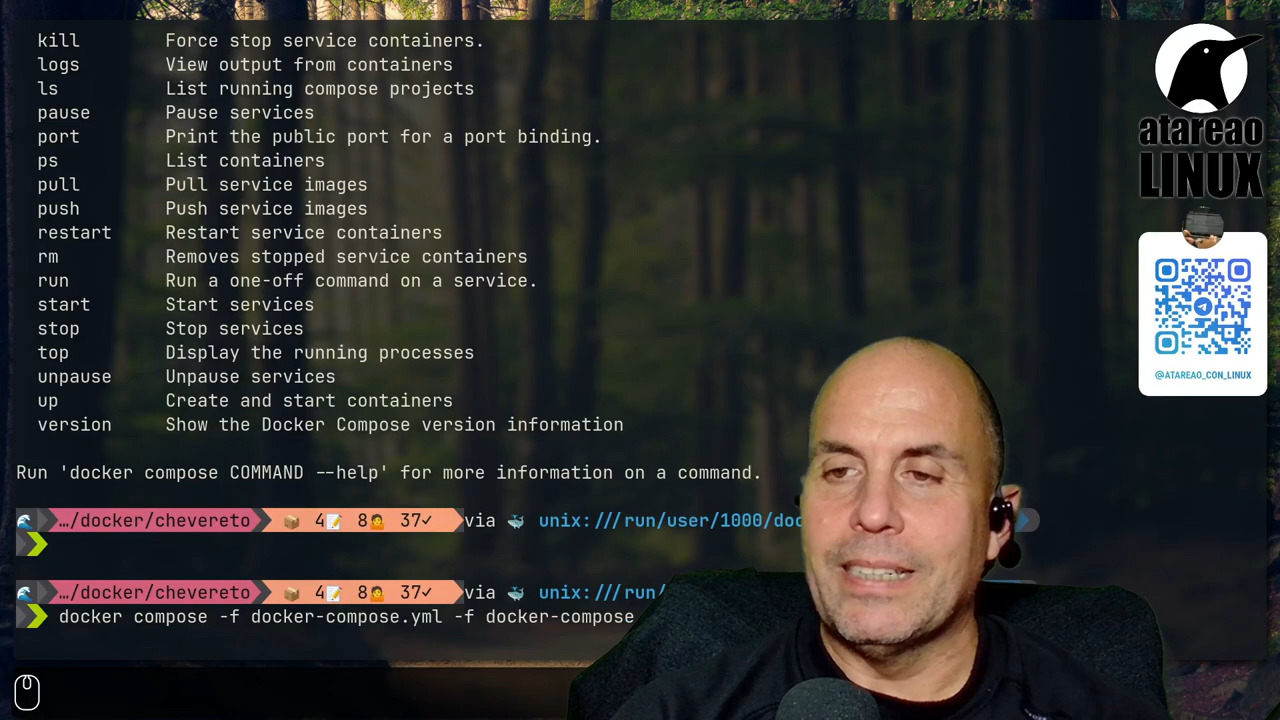 kill Force stop service containers.
logs View output from containers
ls List running compose projects
pause Pause services
port Print the public port for a port binding.
ps List containers
pull Pull service images
push Push service images
restart Restart service containers
rm Removes stopped service containers
run Run a one-off command on a service.
start Start services
stop Stop services
top Display the running processes
unpause Unpause services
up Create and start containers
version Show the Docker Compose version information
Run 'docker compose COMMAND --help' for more information on a command.
…/docker/chevereto 4 8 37✓ via unix:///run/user/1000/doc
…/docker/chevereto 4 8 37✓ via unix:///run/
docker compose -f docker-compose.yml -f docker-compose
atareao
LINUX
@ATAREAO_CON_LINUX